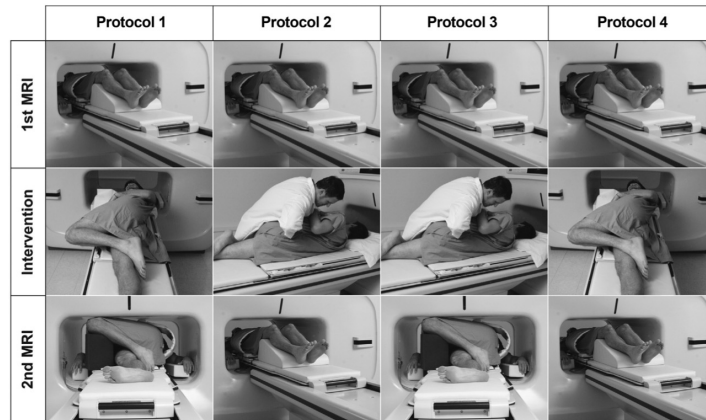 Protocol 1 Protocol 2 Protocol 3 Protocol 4
1st MRI
Intervention
2nd MRI